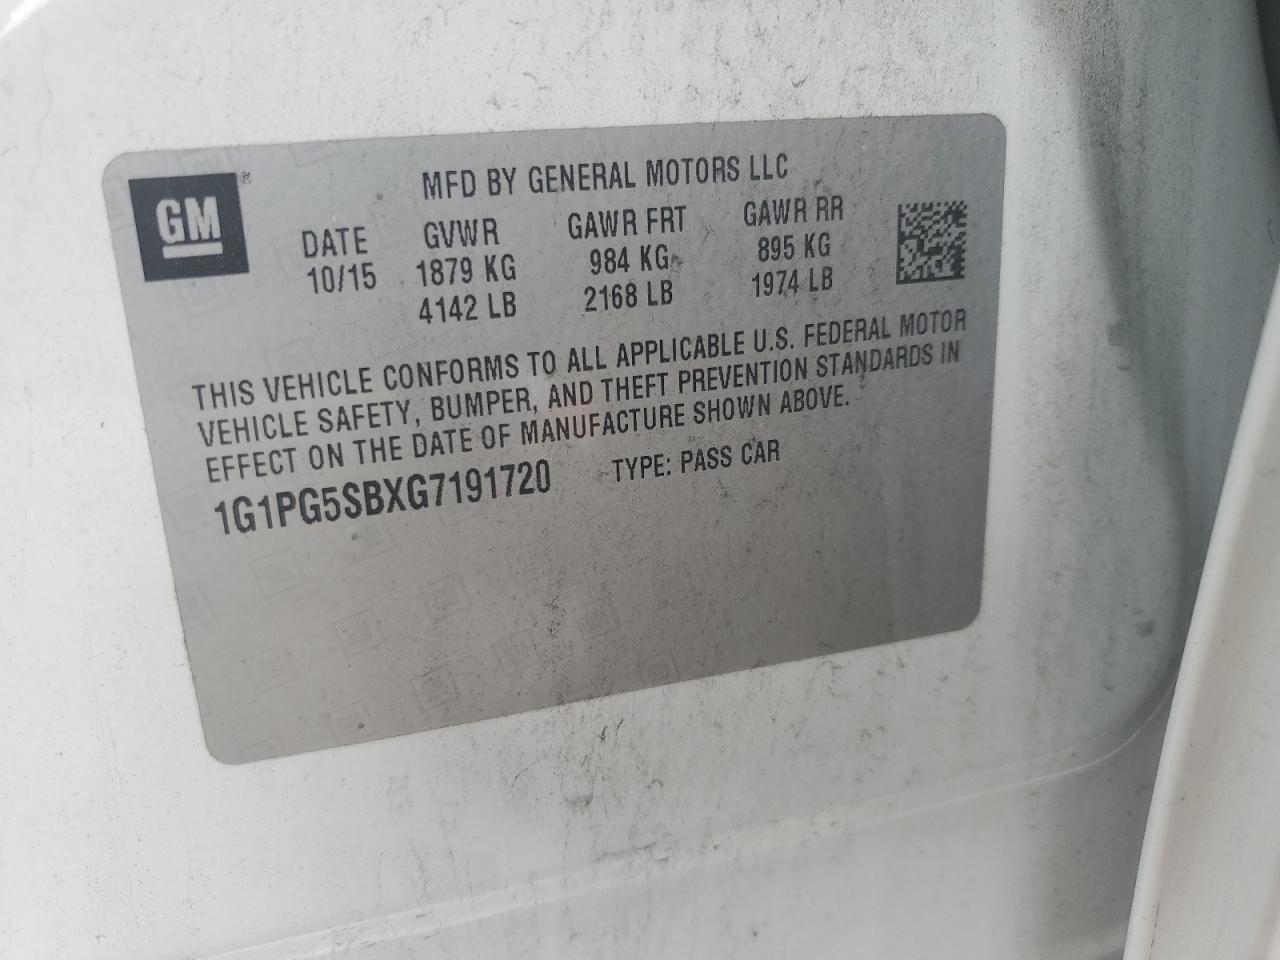 GM®
MFD BY GENERAL MOTORS LLC
DATE GVWR GAWR FRT GAWR RR
10/15 1879 KG 984 KG 895 KG
4142 LB 2168 LB 1974 LB
THIS VEHICLE CONFORMS TO ALL APPLICABLE U.S. FEDERAL MOTOR
VEHICLE SAFETY, BUMPER, AND THEFT PREVENTION STANDARDS IN
EFFECT ON THE DATE OF MANUFACTURE SHOWN ABOVE.
1G1PG5SBXG7191720 TYPE: PASS CAR